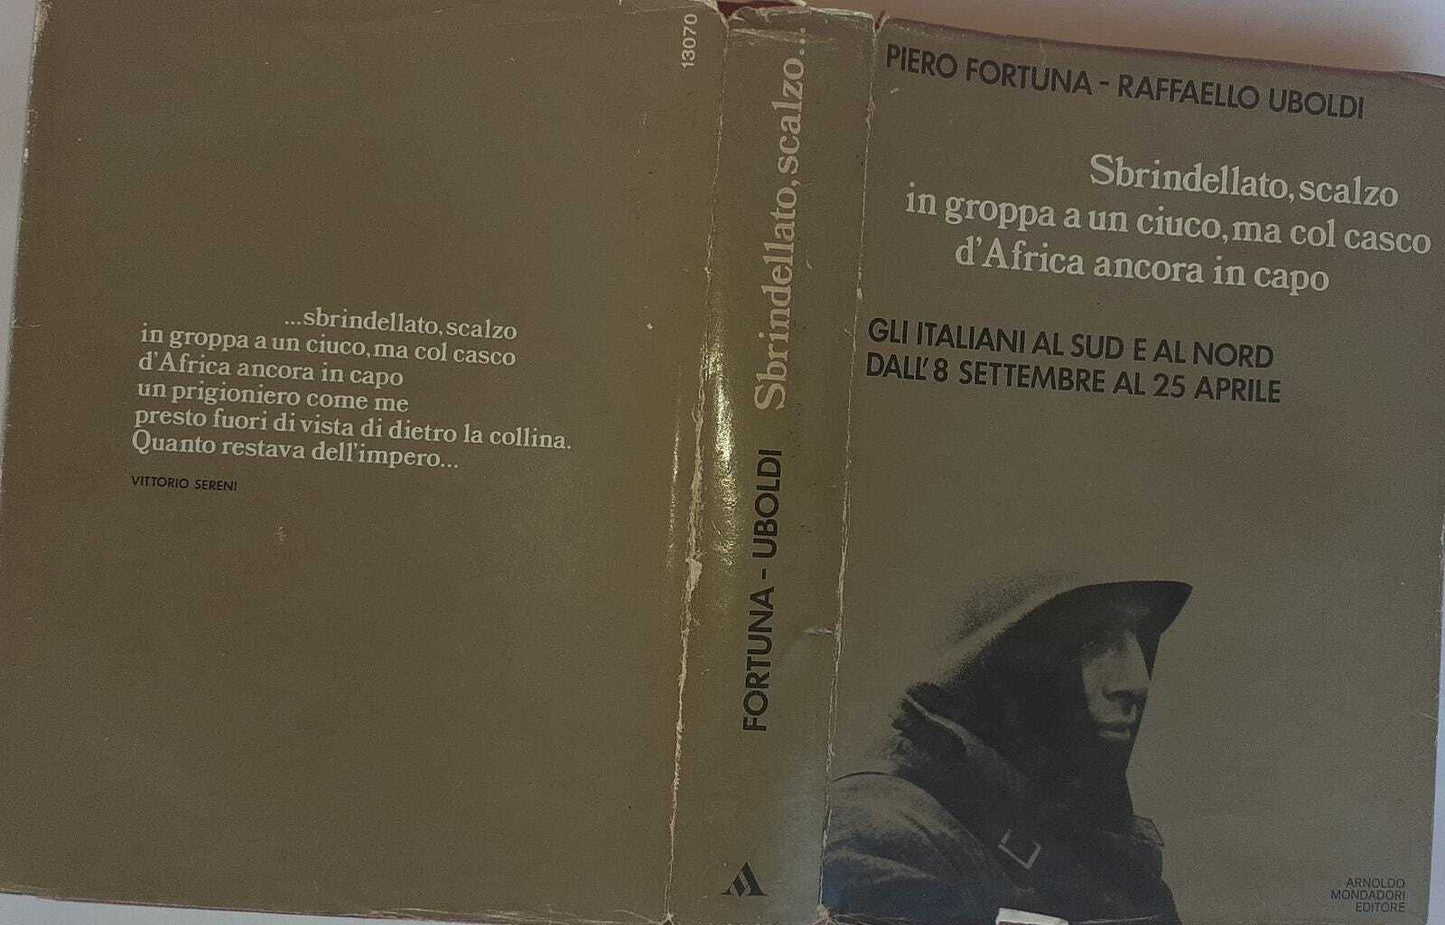 ...sbrindellato, scalzo
in groppa a un ciuco, ma col casco
d'Africa ancora in capo
un prigioniero come me
presto fuori di vista di dietro la collina.
Quanto restava dell'impero...
VITTORIO SERENI
13070
FORTUNA - UBOLDI Sbrindellato, scalzo...
PIERO FORTUNA - RAFFAELLO UBOLDI
Sbrindellato, scalzo
in groppa a un ciuco, ma col casco
d'Africa ancora in capo
GLI ITALIANI AL SUD E AL NORD
DALL'8 SETTEMBRE AL 25 APRILE
ARNOLDO
MONDADORI
EDITORE